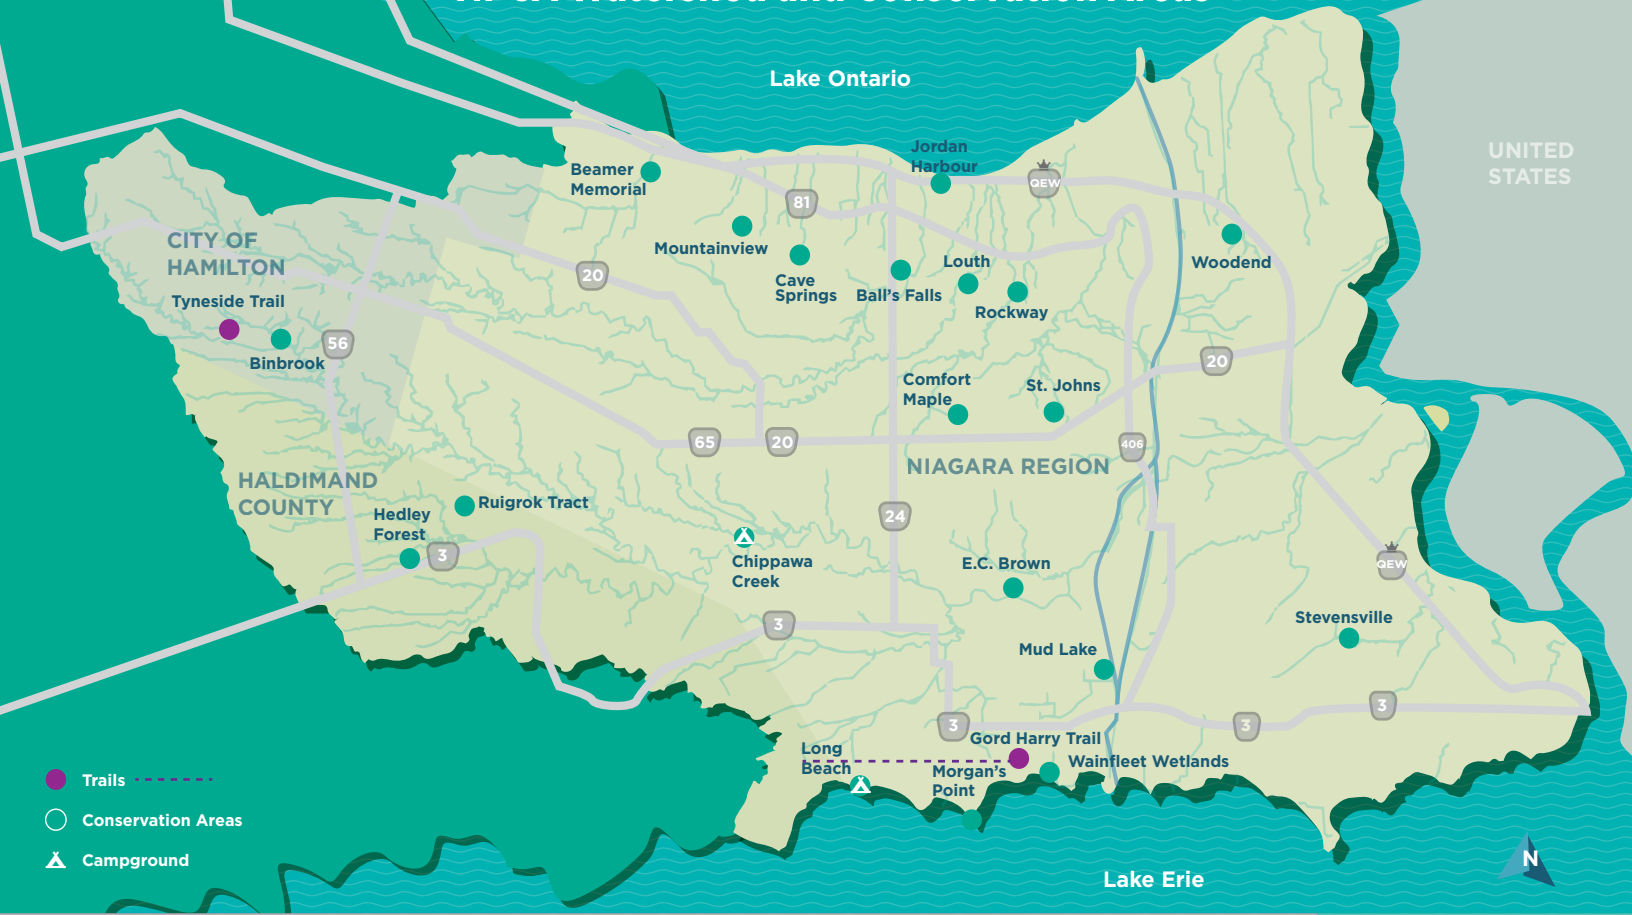 Lake Ontario
UNITED
STATES
Jordan
Harbour
Beamer
Memorial
QEW
81
CITY OF
HAMILTON
Mountainview
20
Cave
Springs
Ball's Falls
Louth
Rockway
Woodend
Tyneside Trail
Binbrook
56
20
Comfort
Maple
St. Johns
65
20
406
NIAGARA REGION
HALDIMAND
COUNTY
Ruigrok Tract
Hedley
Forest
3
24
Chippawa
Creek
E.C. Brown
QEW
3
Stevensville
Mud Lake
3
3
3
Gord Harry Trail
Long
Beach
Wainfleet Wetlands
Morgan's
Point
Trails
Conservation Areas
Campground
Lake Erie
N